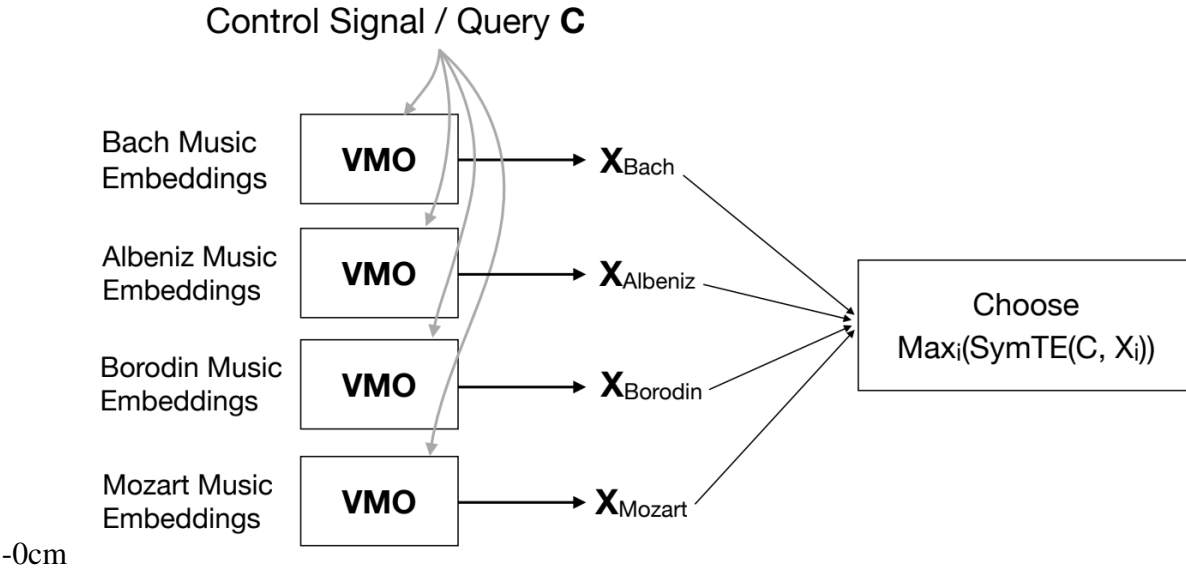 Control Signal / Query C
Bach Music
Embeddings
VMO
XBach
Albeniz Music
Embeddings
VMO
XAlbeniz
Choose
Maxi(SymTE(C, Xi))
Borodin Music
Embeddings
VMO
XBorodin
Mozart Music
Embeddings
VMO
XMozart
-0cm